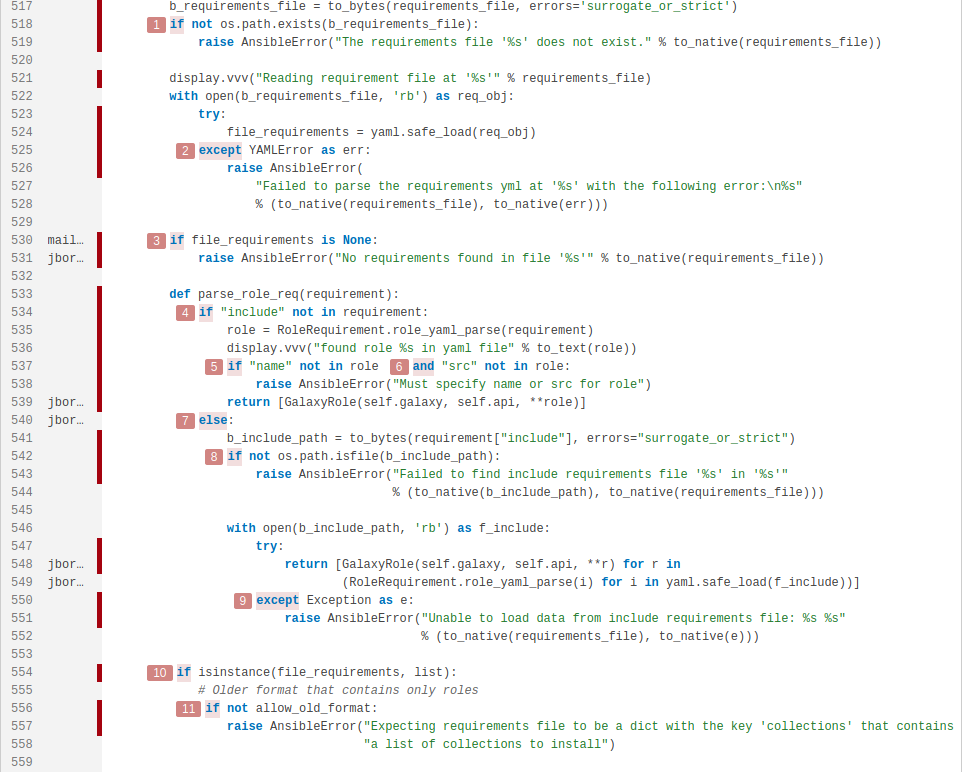 517 b_requirements_file = to_bytes(requirements_file, errors='surrogate_or_strict')
518 1 if not os.path.exists(b_requirements_file):
519 raise AnsibleError("The requirements file '%s' does not exist." % to_native(requirements_file))
520
521 display.vvv("Reading requirement file at '%s'" % requirements_file)
522 with open(b_requirements_file, 'rb') as req_obj:
523 try:
524 file_requirements = yaml.safe_load(req_obj)
525 2 except YAMLError as err:
526 raise AnsibleError(
527 "Failed to parse the requirements yml at '%s' with the following error:\n%s"
528 % (to_native(requirements_file), to_native(err)))
529
530 mail… 3 if file_requirements is None:
531 jbor… raise AnsibleError("No requirements found in file '%s'" % to_native(requirements_file))
532
533 def parse_role_req(requirement):
534 4 if "include" not in requirement:
535 role = RoleRequirement.role_yaml_parse(requirement)
536 display.vvv("found role %s in yaml file" % to_text(role))
537 5 if "name" not in role 6 and "src" not in role:
538 raise AnsibleError("Must specify name or src for role")
539 jbor… return [GalaxyRole(self.galaxy, self.api, **role)]
540 jbor… 7 else:
541 b_include_path = to_bytes(requirement["include"], errors="surrogate_or_strict")
542 8 if not os.path.isfile(b_include_path):
543 raise AnsibleError("Failed to find include requirements file '%s' in '%s'"
544 % (to_native(b_include_path), to_native(requirements_file)))
545
546 with open(b_include_path, 'rb') as f_include:
547 try:
548 jbor… return [GalaxyRole(self.galaxy, self.api, **r) for r in
549 jbor… (RoleRequirement.role_yaml_parse(i) for i in yaml.safe_load(f_include))]
550 9 except Exception as e:
551 raise AnsibleError("Unable to load data from include requirements file: %s %s"
552 % (to_native(requirements_file), to_native(e)))
553
554 10 if isinstance(file_requirements, list):
555 # Older format that contains only roles
556 11 if not allow_old_format:
557 raise AnsibleError("Expecting requirements file to be a dict with the key 'collections' that contains "
558 "a list of collections to install")
559